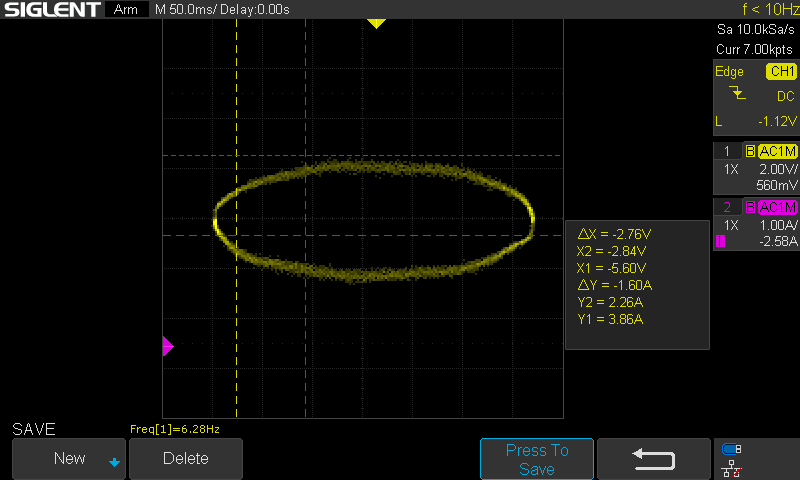 SIGLENT Arm M 50.0ms/ Delay:0.00s f < 10Hz
Sa 10.0kSa/s
Curr 7.00kpts
Edge CH1
DC
L -1.12V
1 B AC1M
1X 2.00V/
560mV
2 B AC1M
1X 1.00A/
I -2.58A
ΔX = -2.76V
X2 = -2.84V
X1 = -5.60V
ΔY = -1.60A
Y2 = 2.26A
Y1 = 3.86A
SAVE Freq[1]=6.28Hz
New Delete Press To Save